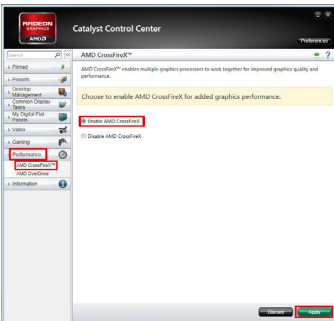 RADEON
GRAPHICS
AMD
Catalyst Control Center
Preferences
Search
AMD CrossFireX™
Pinned
Presets
Desktop
Management
Common Display
Tasks
My Digital Flat-
Panels
Video
Gaming
Performance
AMD CrossFireX™
AMD OverDrive
Information
AMD CrossFireX™ enables multiple graphics processors to work together for improved graphics quality and
performance.
Choose to enable AMD CrossFireX for added graphics performance.
Enable AMD CrossFireX
Disable AMD CrossFireX
Discard
Apply